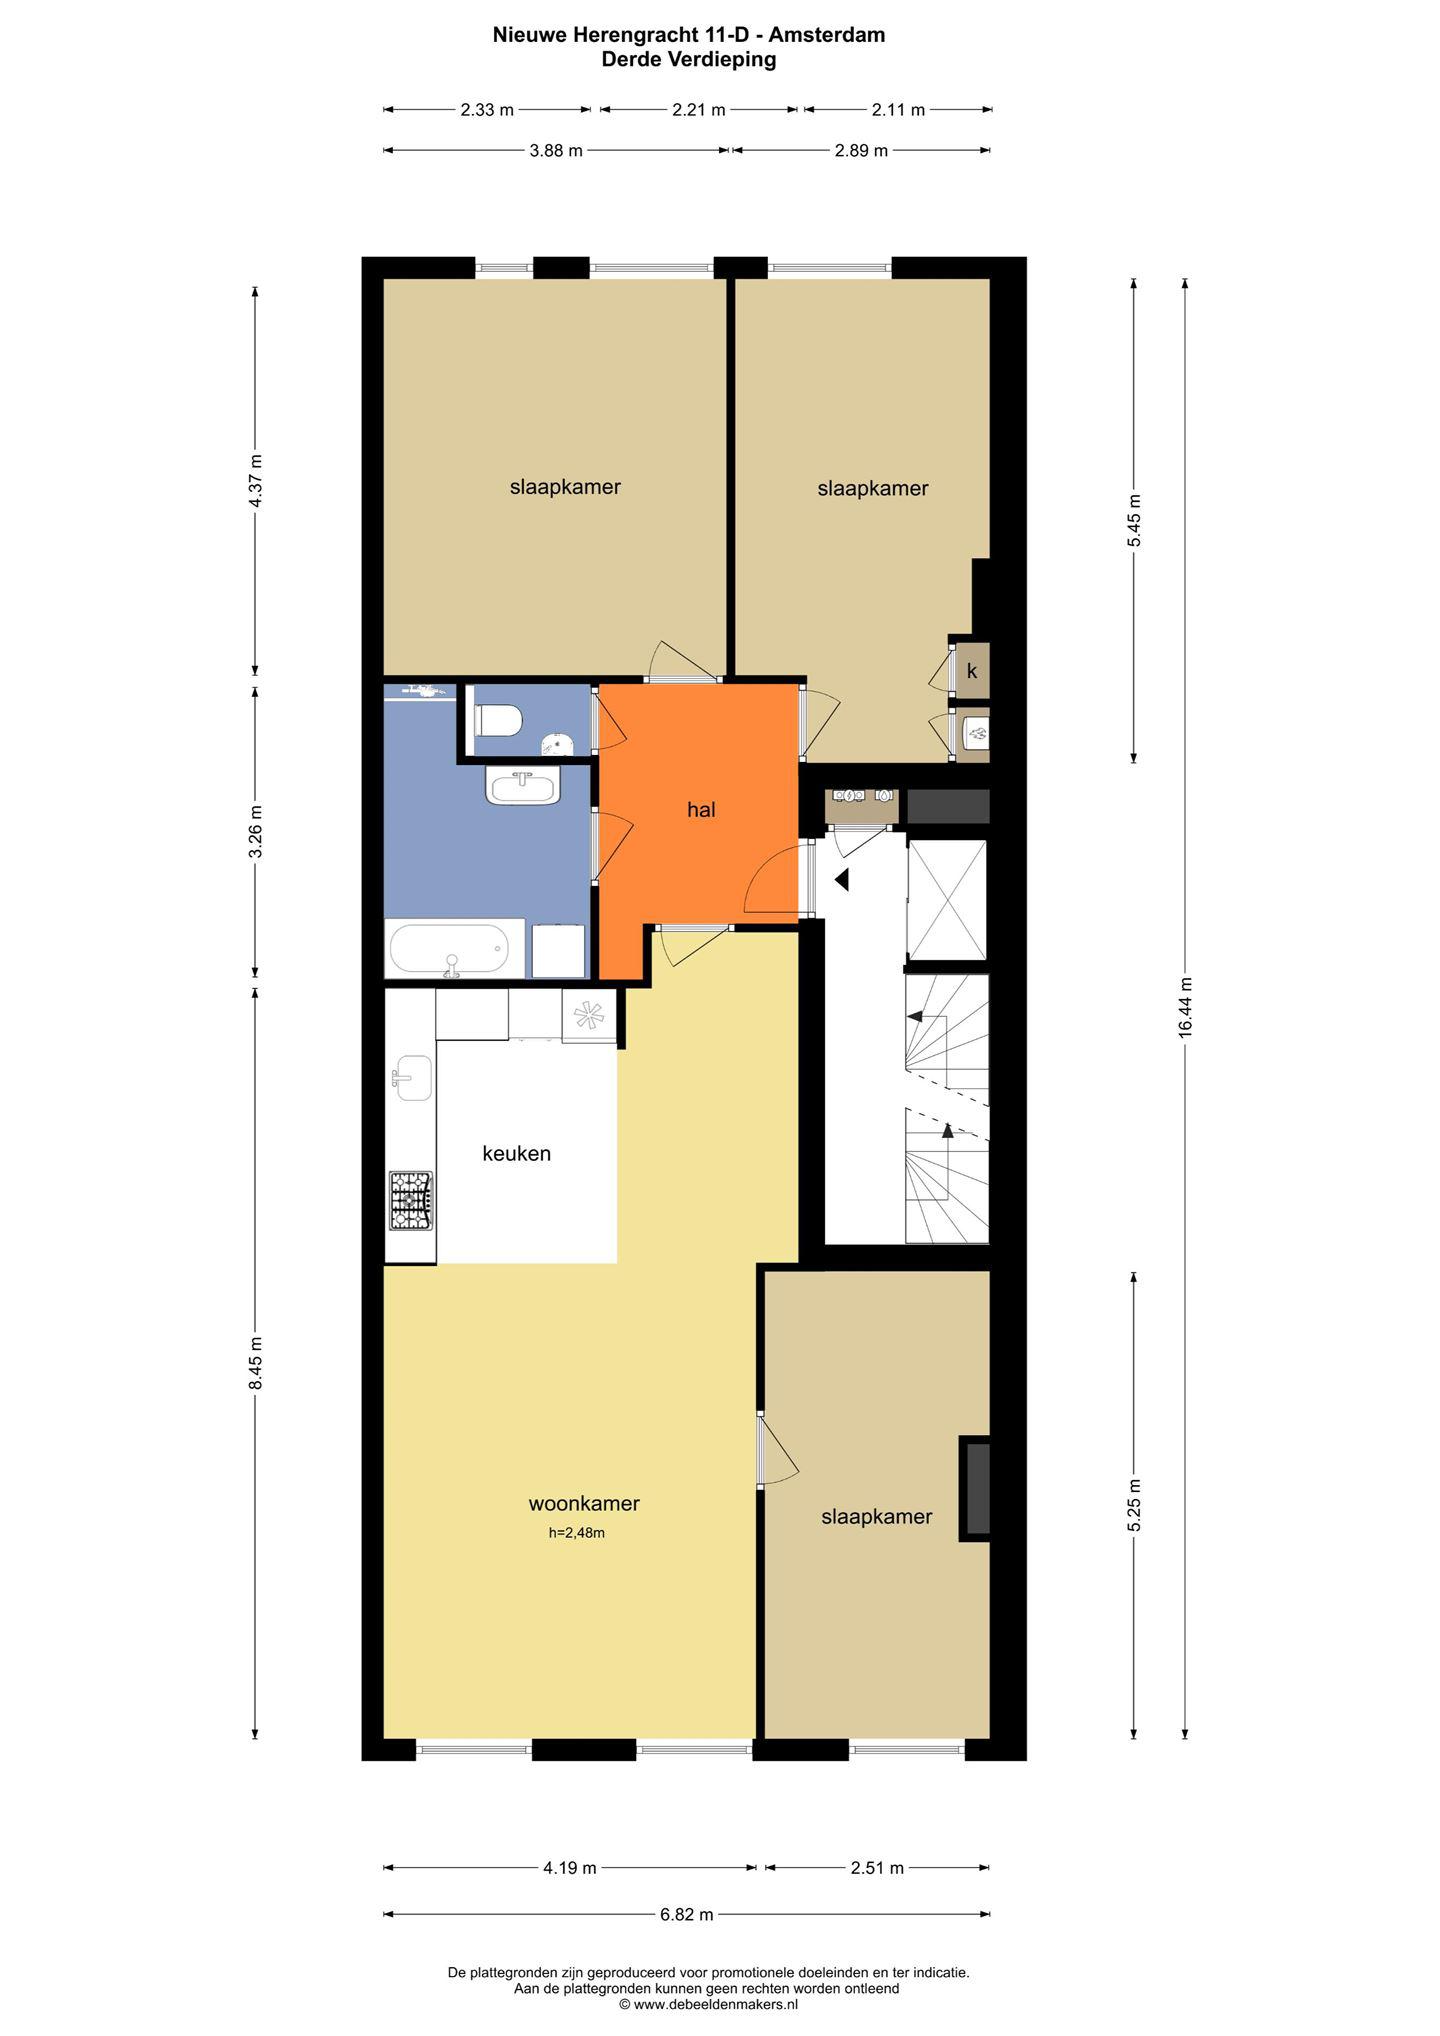 Nieuwe Herengracht 11-D - Amsterdam
Derde Verdieping
2.33 m 2.21 m 2.11 m
3.88 m 2.89 m
4.37 m
slaapkamer
slaapkamer
5.45 m
k
3.26 m
hal
16.44 m
keuken
8.45 m
woonkamer
h=2,48m
slaapkamer
5.25 m
4.19 m 2.51 m
6.82 m
De plattegronden zijn geproduceerd voor promotionele doeleinden en ter indicatie.
Aan de plattegronden kunnen geen rechten worden ontleend
© www.debeeldenmakers.nl